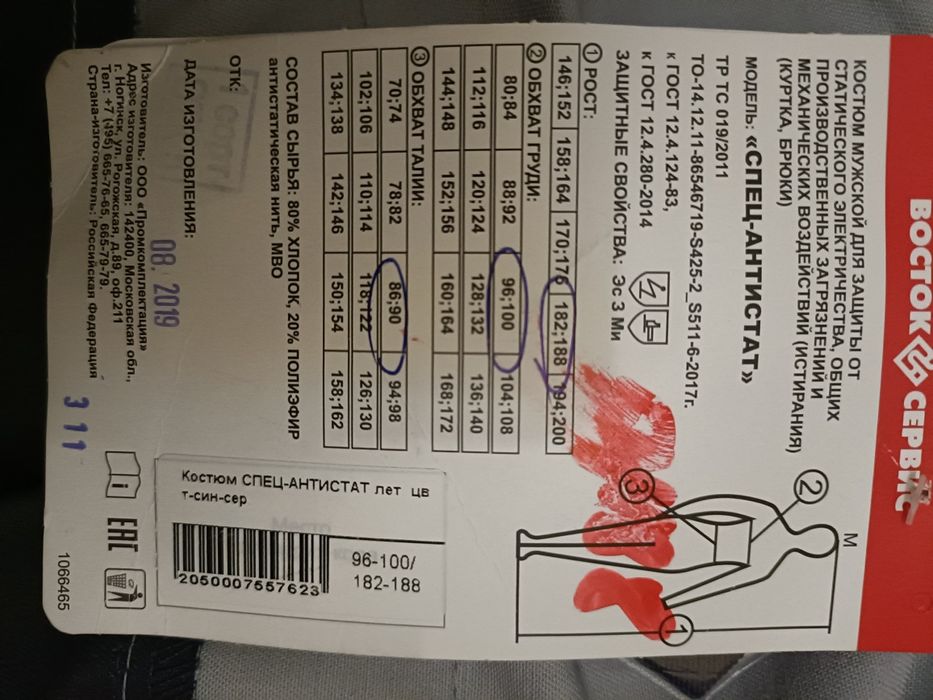 ВОСТОК СЕРВИС
КОСТЮМ МУЖСКОЙ ДЛЯ ЗАЩИТЫ ОТ
СТАТИЧЕСКОГО ЭЛЕКТРИЧЕСТВА, ОБЩИХ
ПРОИЗВОДСТВЕННЫХ ЗАГРЯЗНЕНИЙ И
МЕХАНИЧЕСКИХ ВОЗДЕЙСТВИЙ (ИСТИРАНИЯ)
(КУРТКА, БРЮКИ)
МОДЕЛЬ: «СПЕЦ-АНТИСТАТ»
ТР ТС 019/2011
ТО-14.12.11-86546719-S425-2_S511-6-2017г.
к ГОСТ 12.4.124-83,
к ГОСТ 12.4.280-2014
ЗАЩИТНЫЕ СВОЙСТВА: Эс З Ми
1 РОСТ:
146;152 158;164 170;176 182;188 194;200
2 ОБХВАТ ГРУДИ:
80;84 88;92 96;100 104;108
112;116 120;124 128;132 136;140
144;148 152;156 160;164 168;172
3 ОБХВАТ ТАЛИИ:
70;74 78;82 86;90 94;98
102;106 110;114 118;122 126;130
134;138 142;146 150;154 158;162
СОСТАВ СЫРЬЯ: 80% ХЛОПОК, 20% ПОЛИЭФИР
антистатическая нить, МВО
ОТК:
ДАТА ИЗГОТОВЛЕНИЯ:
08. 2019
Изготовитель: ООО «Промкомплектация»
Адрес изготовителя: 142400, Московская обл.,
г. Ногинск, ул. Рогожская, д.89, оф.211
Тел: +7 (495) 665-76-65, 665-79-79.
Страна-изготовитель: Российская Федерация
3 11
М
2
3
1
Костюм СПЕЦ-АНТИСТАТ лет цв
т-син-сер
96-100/
182-188
2050007557623
EAC
1066465